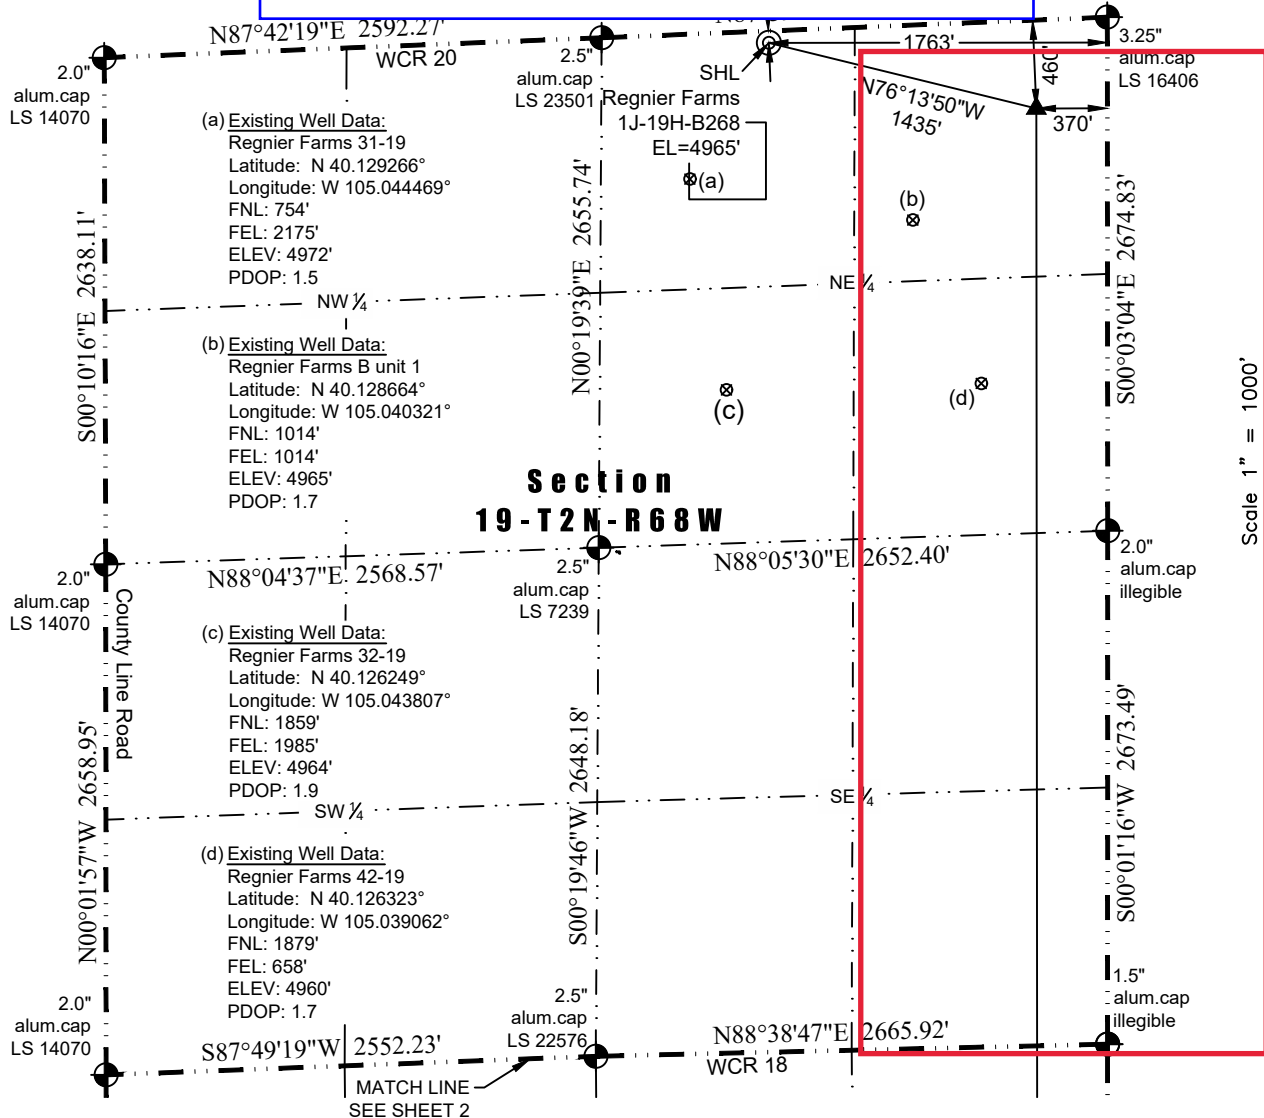 N87°42'19"E 2592.27'
WCR 20
2.0"
alum.cap
LS 14070
2.5"
alum.cap
LS 23501
3.25"
alum.cap
LS 16406
1763'
460'
370'
N76°13'50"W
1435'
SHL
Regnier Farms
1J-19H-B268
EL=4965'
(a)
(b)
(c)
(d)
(a) Existing Well Data:
Regnier Farms 31-19
Latitude: N 40.129266°
Longitude: W 105.044469°
FNL: 754'
FEL: 2175'
ELEV: 4972'
PDOP: 1.5
S00°10'16"E 2638.11'
N00°19'39"E 2655.74'
S00°03'04"E 2674.83'
NW ¼
NE ¼
(b) Existing Well Data:
Regnier Farms B unit 1
Latitude: N 40.128664°
Longitude: W 105.040321°
FNL: 1014'
FEL: 1014'
ELEV: 4965'
PDOP: 1.7
Section
19-T2N-R68W
Scale 1" = 1000'
N88°04'37"E 2568.57'
N88°05'30"E 2652.40'
2.0"
alum.cap
LS 14070
2.5"
alum.cap
LS 7239
2.0"
alum.cap
illegible
County Line Road
(c) Existing Well Data:
Regnier Farms 32-19
Latitude: N 40.126249°
Longitude: W 105.043807°
FNL: 1859'
FEL: 1985'
ELEV: 4964'
PDOP: 1.9
N00°01'57"W 2658.95'
S00°19'46"W 2648.18'
S00°01'16"W 2673.49'
SW ¼
SE ¼
(d) Existing Well Data:
Regnier Farms 42-19
Latitude: N 40.126323°
Longitude: W 105.039062°
FNL: 1879'
FEL: 658'
ELEV: 4960'
PDOP: 1.7
2.0"
alum.cap
LS 14070
2.5"
alum.cap
LS 22576
1.5"
alum.cap
illegible
S87°49'19"W 2552.23'
N88°38'47"E 2665.92'
WCR 18
MATCH LINE
SEE SHEET 2